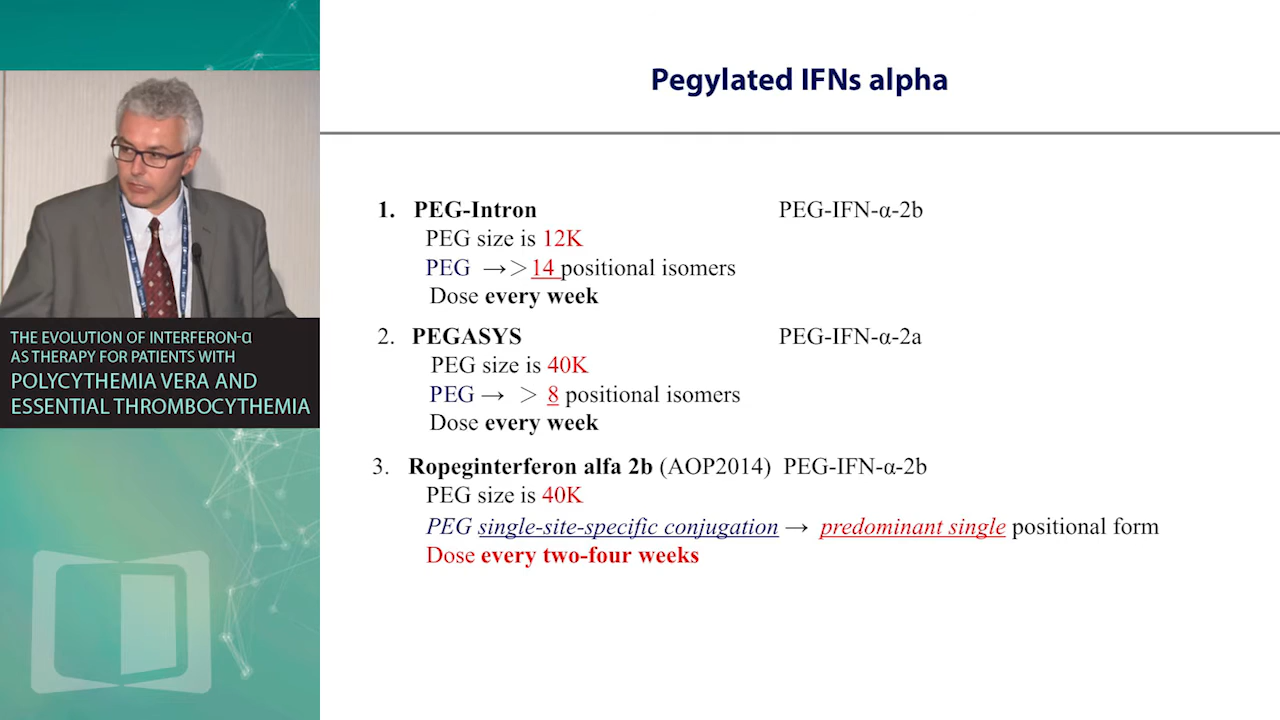 Pegylated IFNs alpha
1. PEG-Intron PEG-IFN-α-2b
PEG size is 12K
PEG →> 14 positional isomers
Dose every week
2. PEGASYS PEG-IFN-α-2a
PEG size is 40K
PEG → > 8 positional isomers
Dose every week
3. Ropeginterferon alfa 2b (AOP2014) PEG-IFN-α-2b
PEG size is 40K
PEG single-site-specific conjugation → predominant single positional form
Dose every two-four weeks
THE EVOLUTION OF INTERFERON-α
AS THERAPY FOR PATIENTS WITH
POLYCYTHEMIA VERA AND
ESSENTIAL THROMBOCYTHEMIA